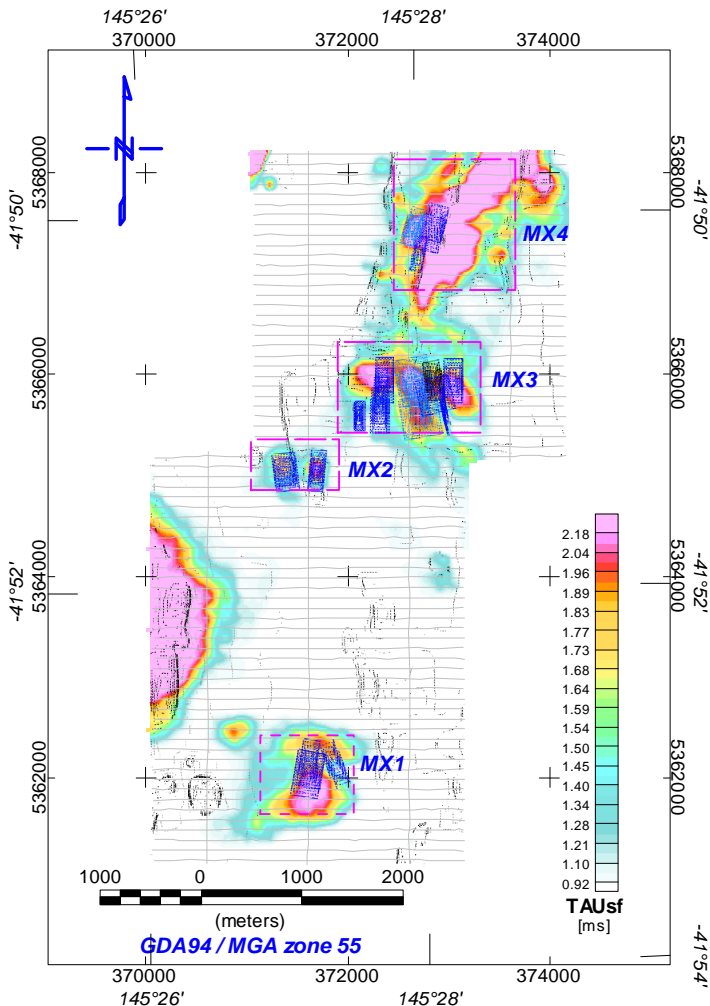 145°26' 145°28'
370000 372000 374000
N
5368000 5368000
-41°50' -41°50'
MX4
5366000 5366000
MX3
MX2
5364000 5364000
-41°52' -41°52'
2.18
2.04
1.96
1.89
1.83
1.77
1.73
1.68
1.64
1.59
1.54
1.50
1.45
1.40
1.34
1.28
1.21
1.10
0.92
TAUsf
[ms]
5362000 5362000
MX1
1000 0 1000 2000
(meters)
GDA94 / MGA zone 55
-41°54'
370000 372000 374000
145°26' 145°28'